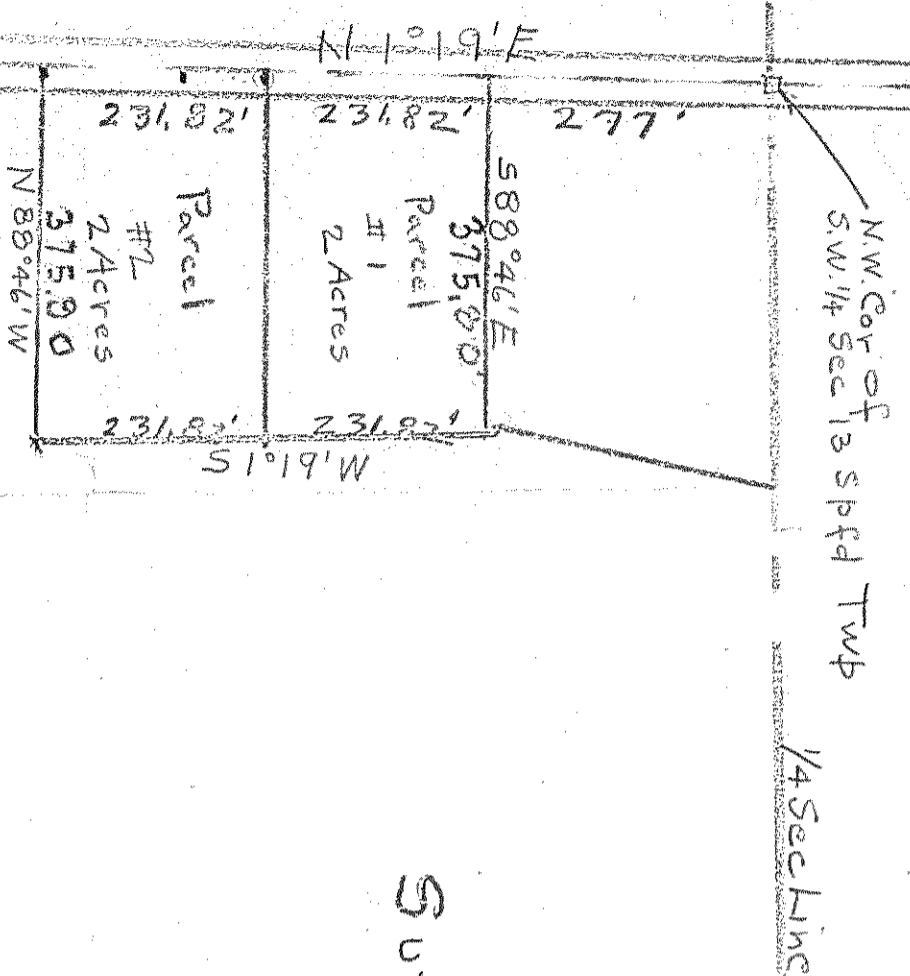 N 1°19'E
231.82'
231.82'
277'
N.W. Cor of
S.W. 1/4 Sec 13 Spfd Twp
1/4 Sec Line
S88°46'E
375.00'
Parcel
#1
2 Acres
Parcel
#2
2 Acres
375.00
N 88°46'W
231.82'
231.82'
S 1°19'W
Su